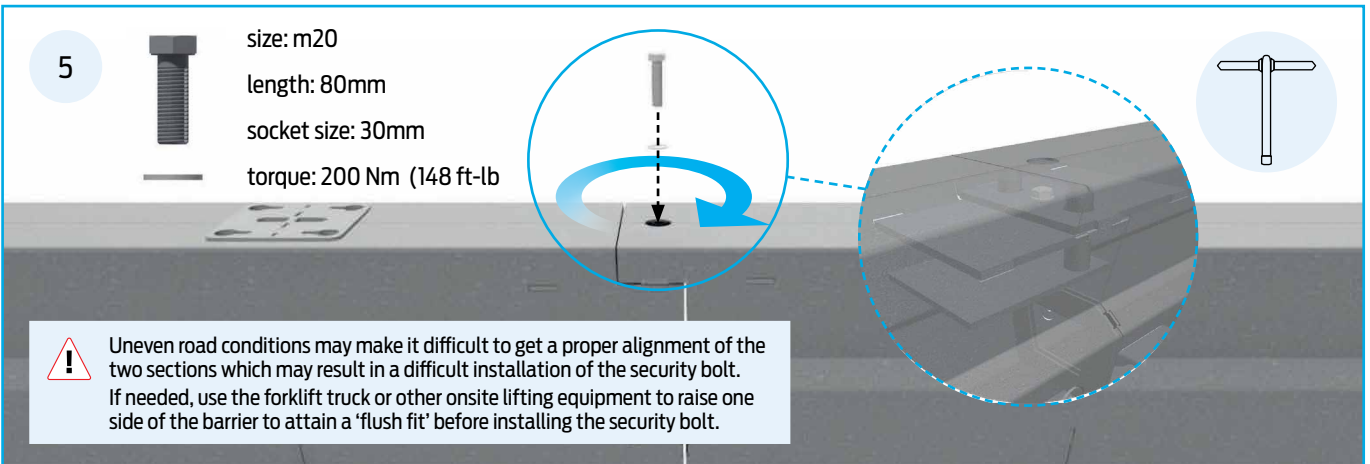 5
size: m20
length: 80mm
socket size: 30mm
torque: 200 Nm (148 ft-lb
!
Uneven road conditions may make it difficult to get a proper alignment of the
two sections which may result in a difficult installation of the security bolt.
If needed, use the forklift truck or other onsite lifting equipment to raise one
side of the barrier to attain a ‘flush fit’ before installing the security bolt.